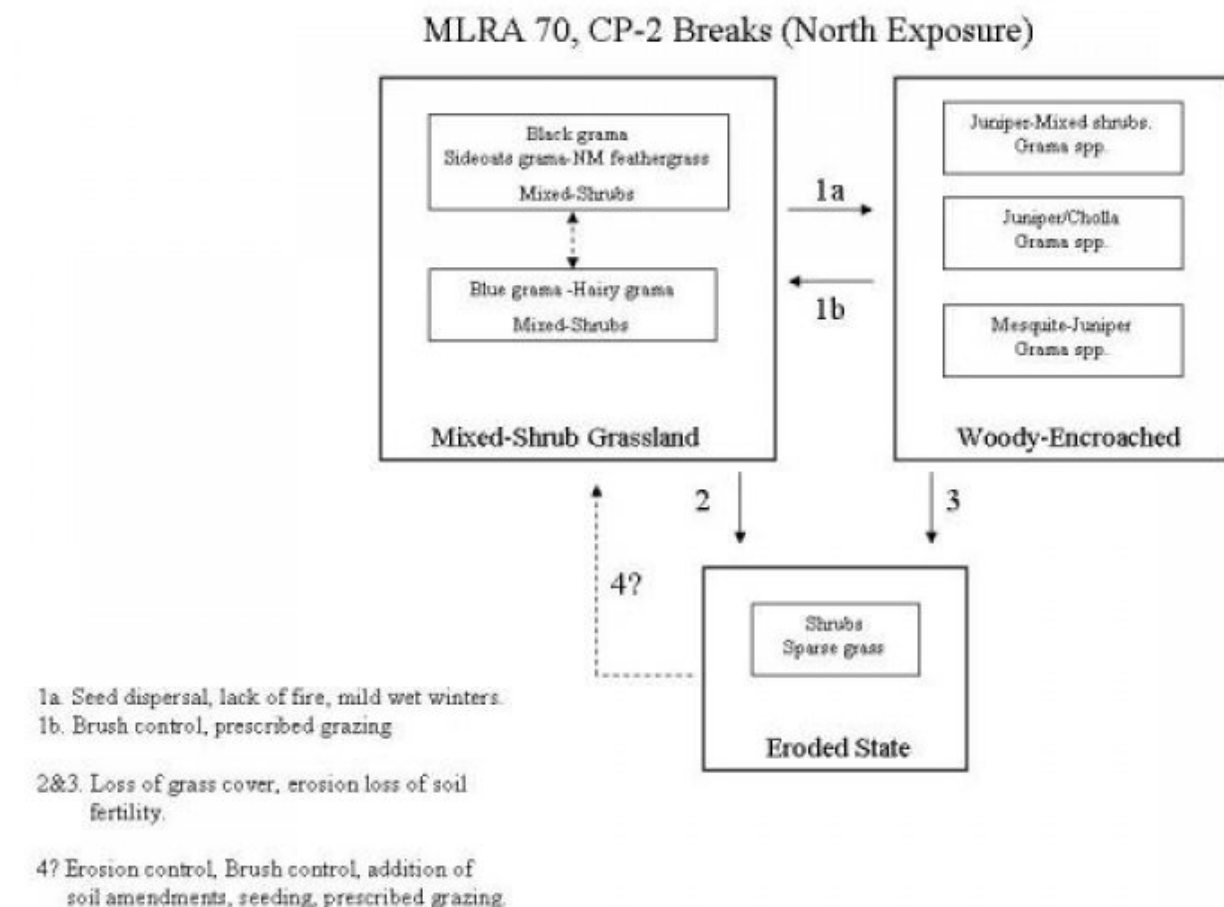 MLRA 70, CP-2 Breaks (North Exposure)
Black grama
Sideoats grama-NM feathergrass
Mixed-Shrubs
Blue grama -Hairy grama
Mixed-Shrubs
Mixed-Shrub Grassland
1a
1b
Juniper-Mixed shrubs.
Grama spp.
Juniper/Cholla
Grama spp.
Mesquite-Juniper
Grama spp.
Woody-Encroached
2
3
4?
Shrubs
Sparse grass
Eroded State
1a. Seed dispersal, lack of fire, mild wet winters.
1b. Brush control, prescribed grazing
2&3. Loss of grass cover, erosion loss of soil
fertility.
4? Erosion control, Brush control, addition of
soil amendments, seeding, prescribed grazing.